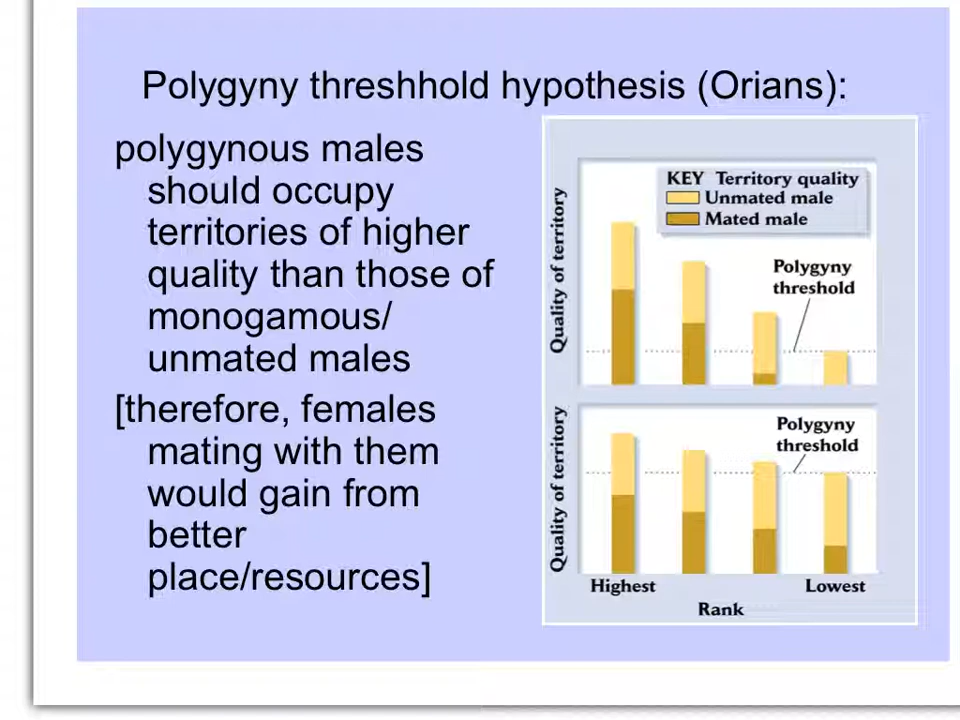 Polygyny threshhold hypothesis (Orians):
polygynous males
should occupy
territories of higher
quality than those of
monogamous/
unmated males
[therefore, females
mating with them
would gain from
better
place/resources]
Quality of territory
KEY Territory quality
Unmated male
Mated male
Polygyny
threshold
Quality of territory
Polygyny
threshold
Highest
Lowest
Rank